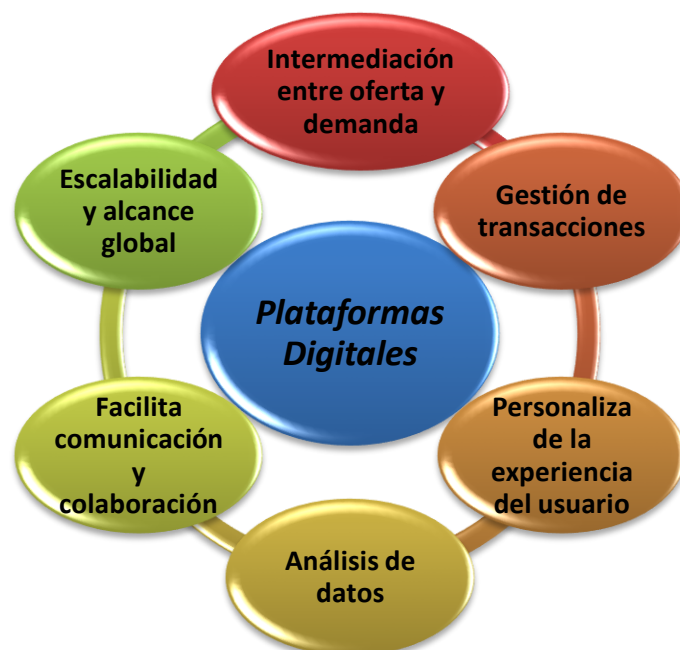 Intermediación
entre oferta y
demanda
Gestión de
transacciones
Personaliza
de la
experiencia
del usuario
Análisis de
datos
Facilita
comunicación
y
colaboración
Escalabilidad
y alcance
global
Plataformas
Digitales